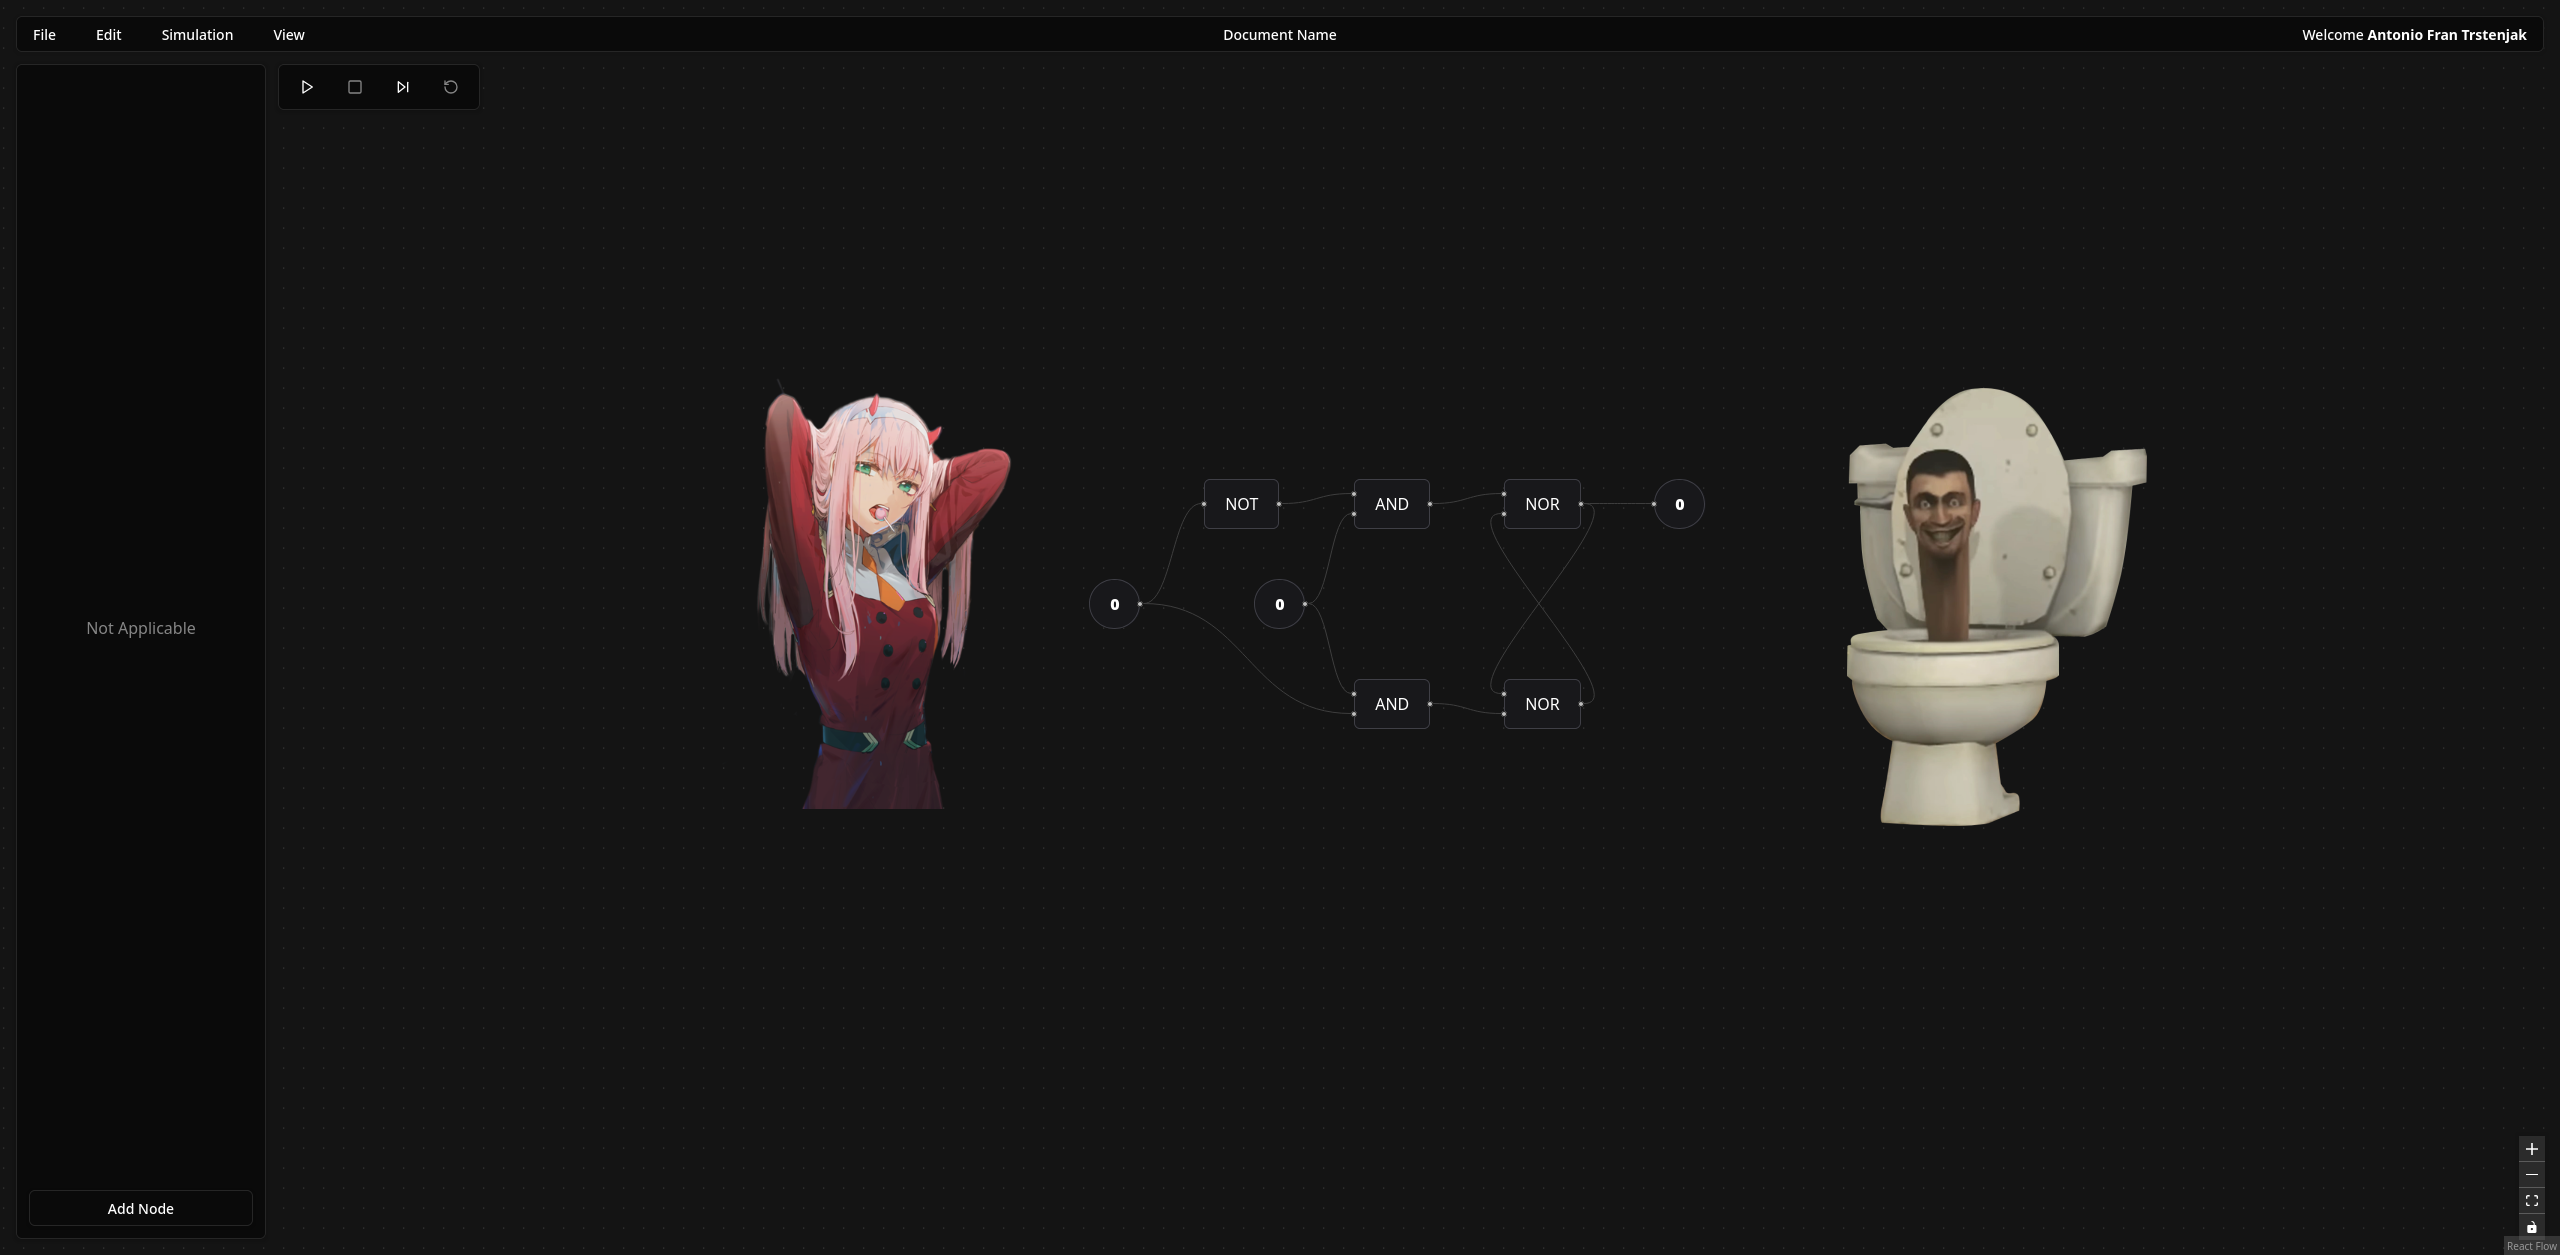 File Edit Simulation View Document Name Welcome Antonio Fran Trstenjak
NOT AND NOR 0
0 0
Not Applicable
AND NOR
Add Node
React Flow